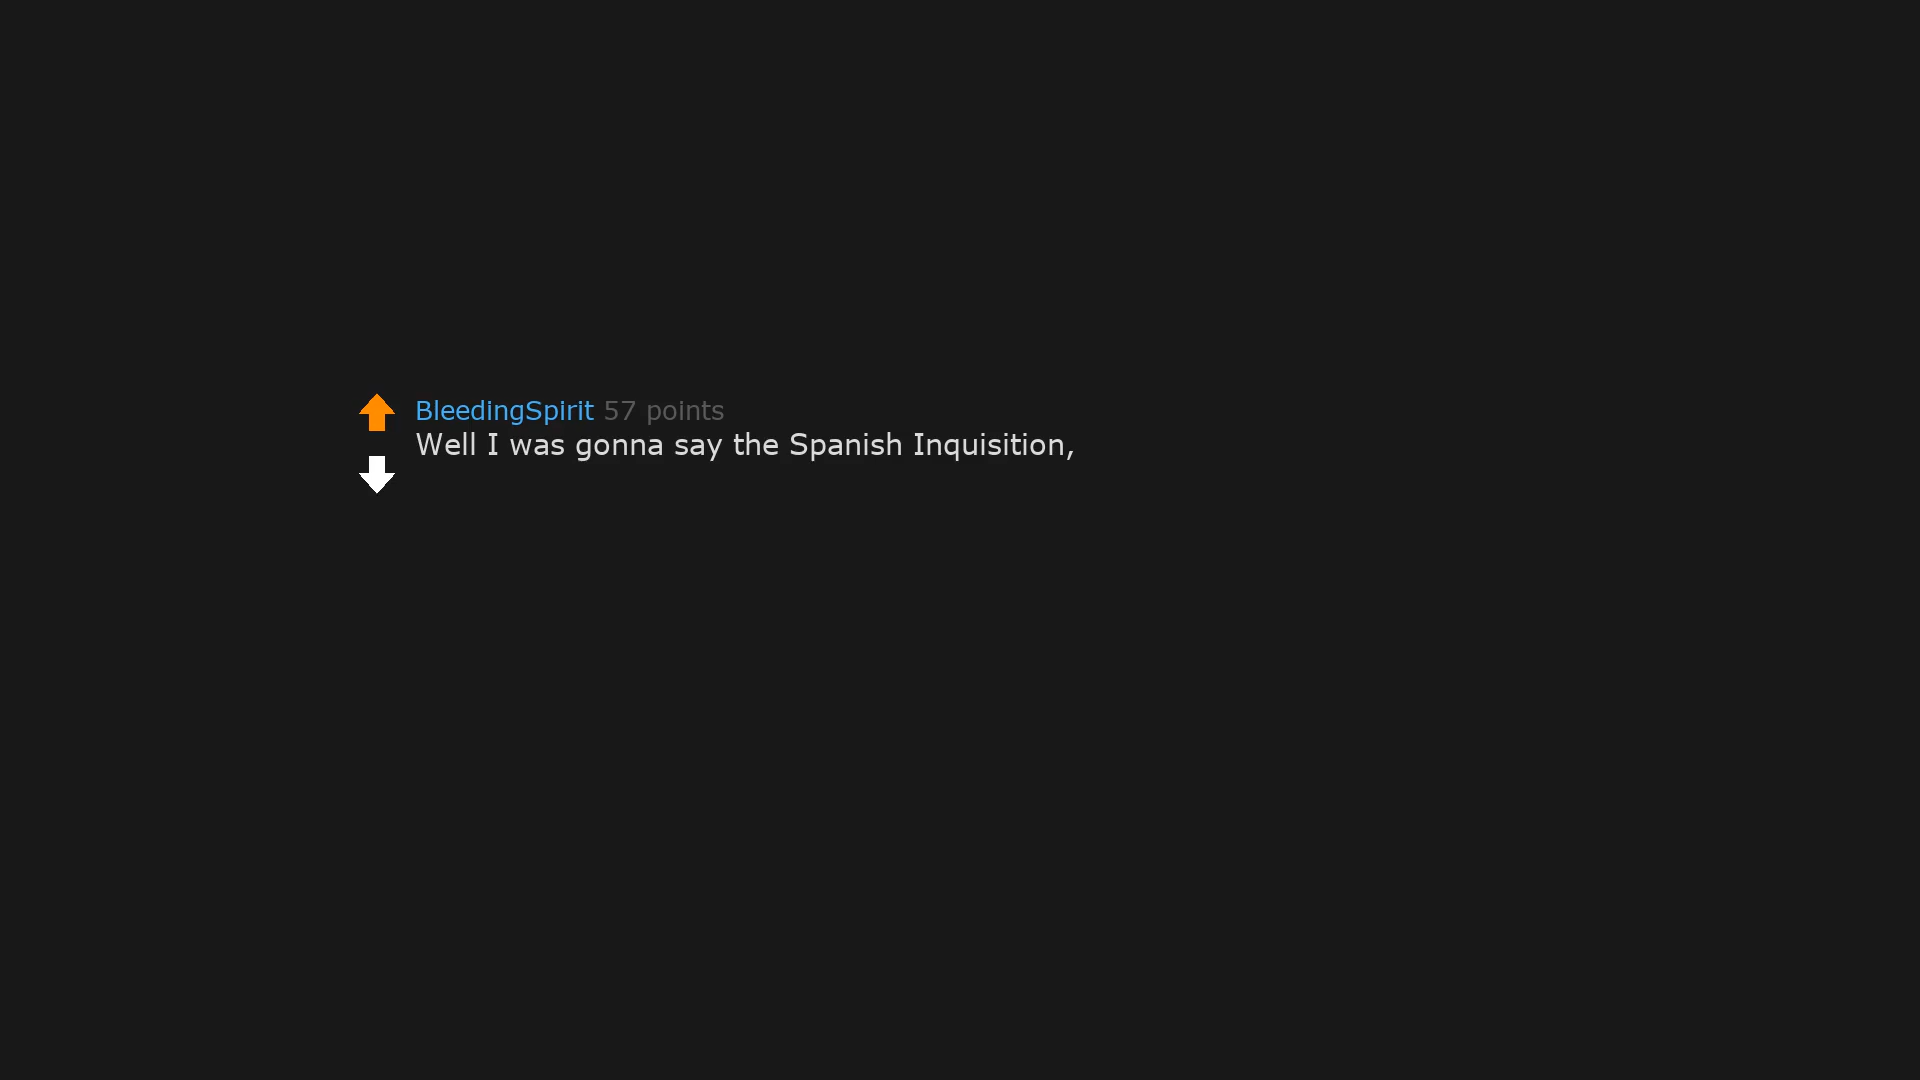 BleedingSpirit 57 points
Well I was gonna say the Spanish Inquisition,